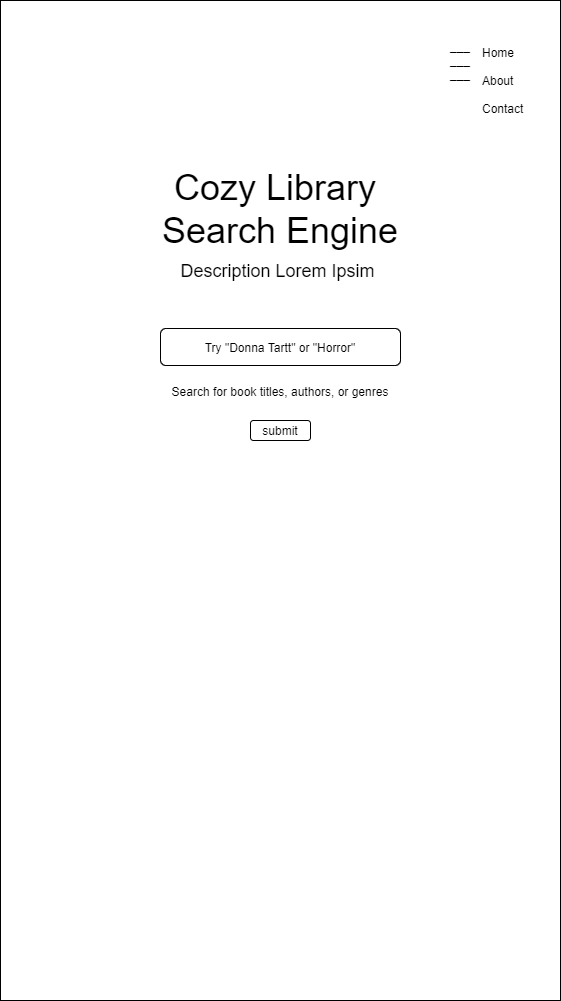 Home
About
Contact
Cozy Library
Search Engine
Description Lorem Ipsim
Try "Donna Tartt" or "Horror"
Search for book titles, authors, or genres
submit